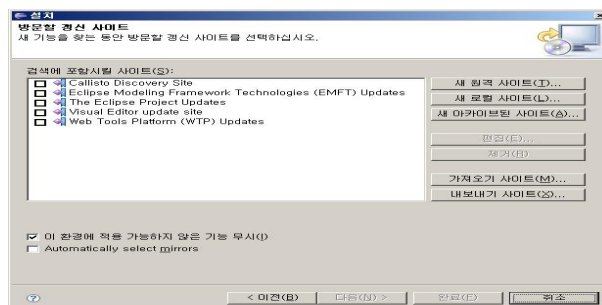 설치
방문할 갱신 사이트
새 기능을 찾는 동안 방문할 갱신 사이트를 선택하십시오.
검색에 포함시킬 사이트(S):
Callisto Discovery Site
Eclipse Modeling Framework Technologies (EMFT) Updates
The Eclipse Project Updates
Visual Editor update site
Web Tools Platform (WTP) Updates
새 원격 사이트(T)...
새 로컬 사이트(L)...
새 아카이브된 사이트(A)...
편집(E)...
제거(R)
가져오기 사이트(M)...
내보내기 사이트(X)...
이 환경에 적용 가능하지 않은 기능 무시(I)
Automatically select mirrors
< 이전(B)
다음(N) >
완료(F)
취소